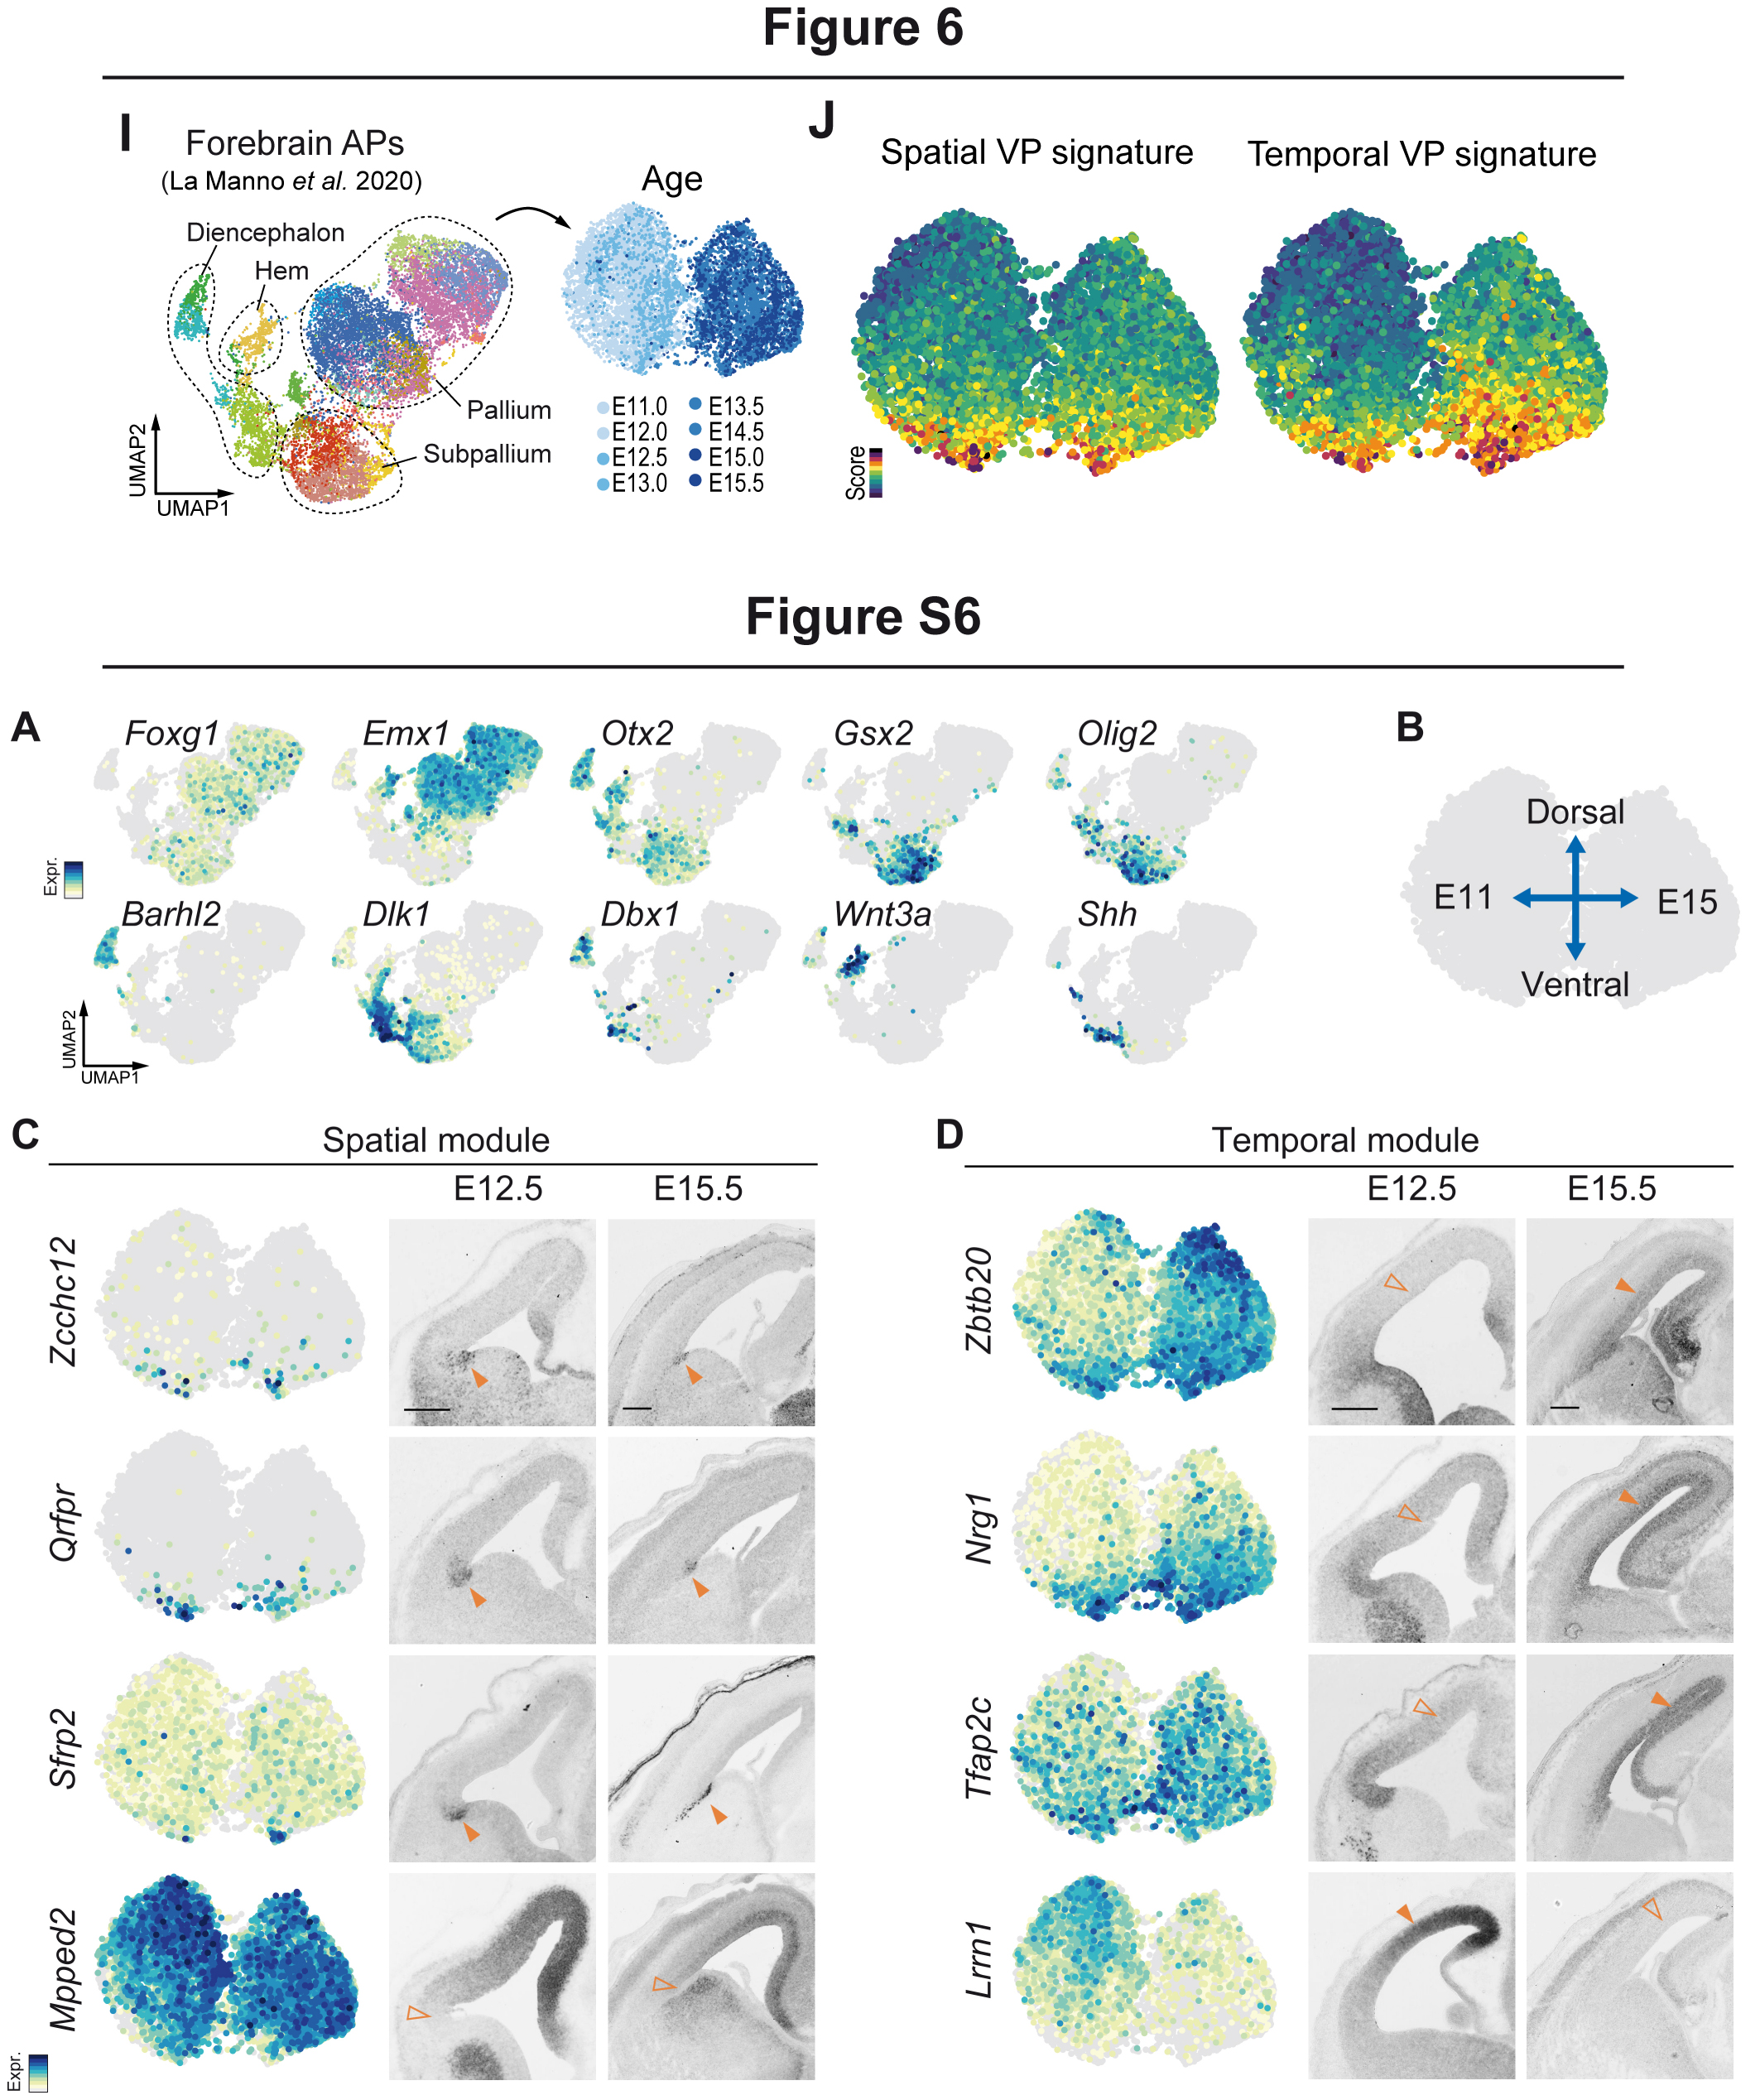 Figure 6
I
Forebrain APs
(La Manno et al. 2020)
Diencephalon
Hem
Pallium
Subpallium
UMAP2
UMAP1
Age
E11.0
E12.0
E12.5
E13.0
E13.5
E14.5
E15.0
E15.5
J
Spatial VP signature
Temporal VP signature
Score
Figure S6
A
Foxg1
Emx1
Otx2
Gsx2
Olig2
Expr.
Barhl2
Dlk1
Dbx1
Wnt3a
Shh
UMAP2
UMAP1
B
Dorsal
E11
E15
Ventral
C
Spatial module
E12.5
E15.5
Zcchc12
Qrfpr
Sfrp2
Mpped2
Expr.
D
Temporal module
E12.5
E15.5
Zbtb20
Nrg1
Tfap2c
Lrrn1